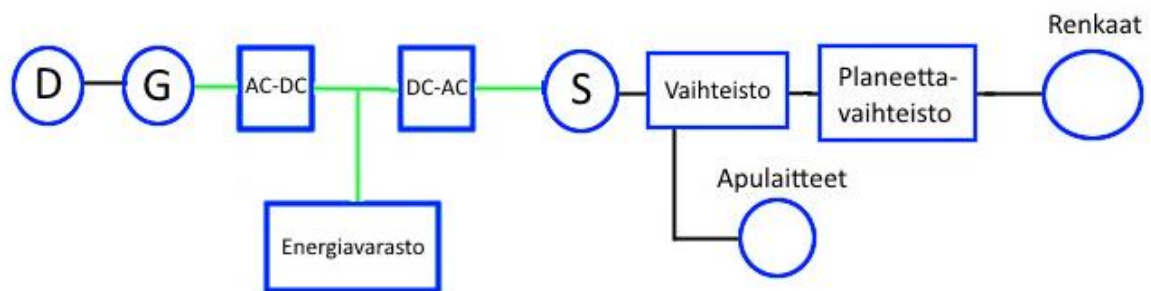 Renkaat
D
G
AC-DC
DC-AC
S
Vaihteisto
Planeetta-
vaihteisto
Apulaitteet
Energiavarasto